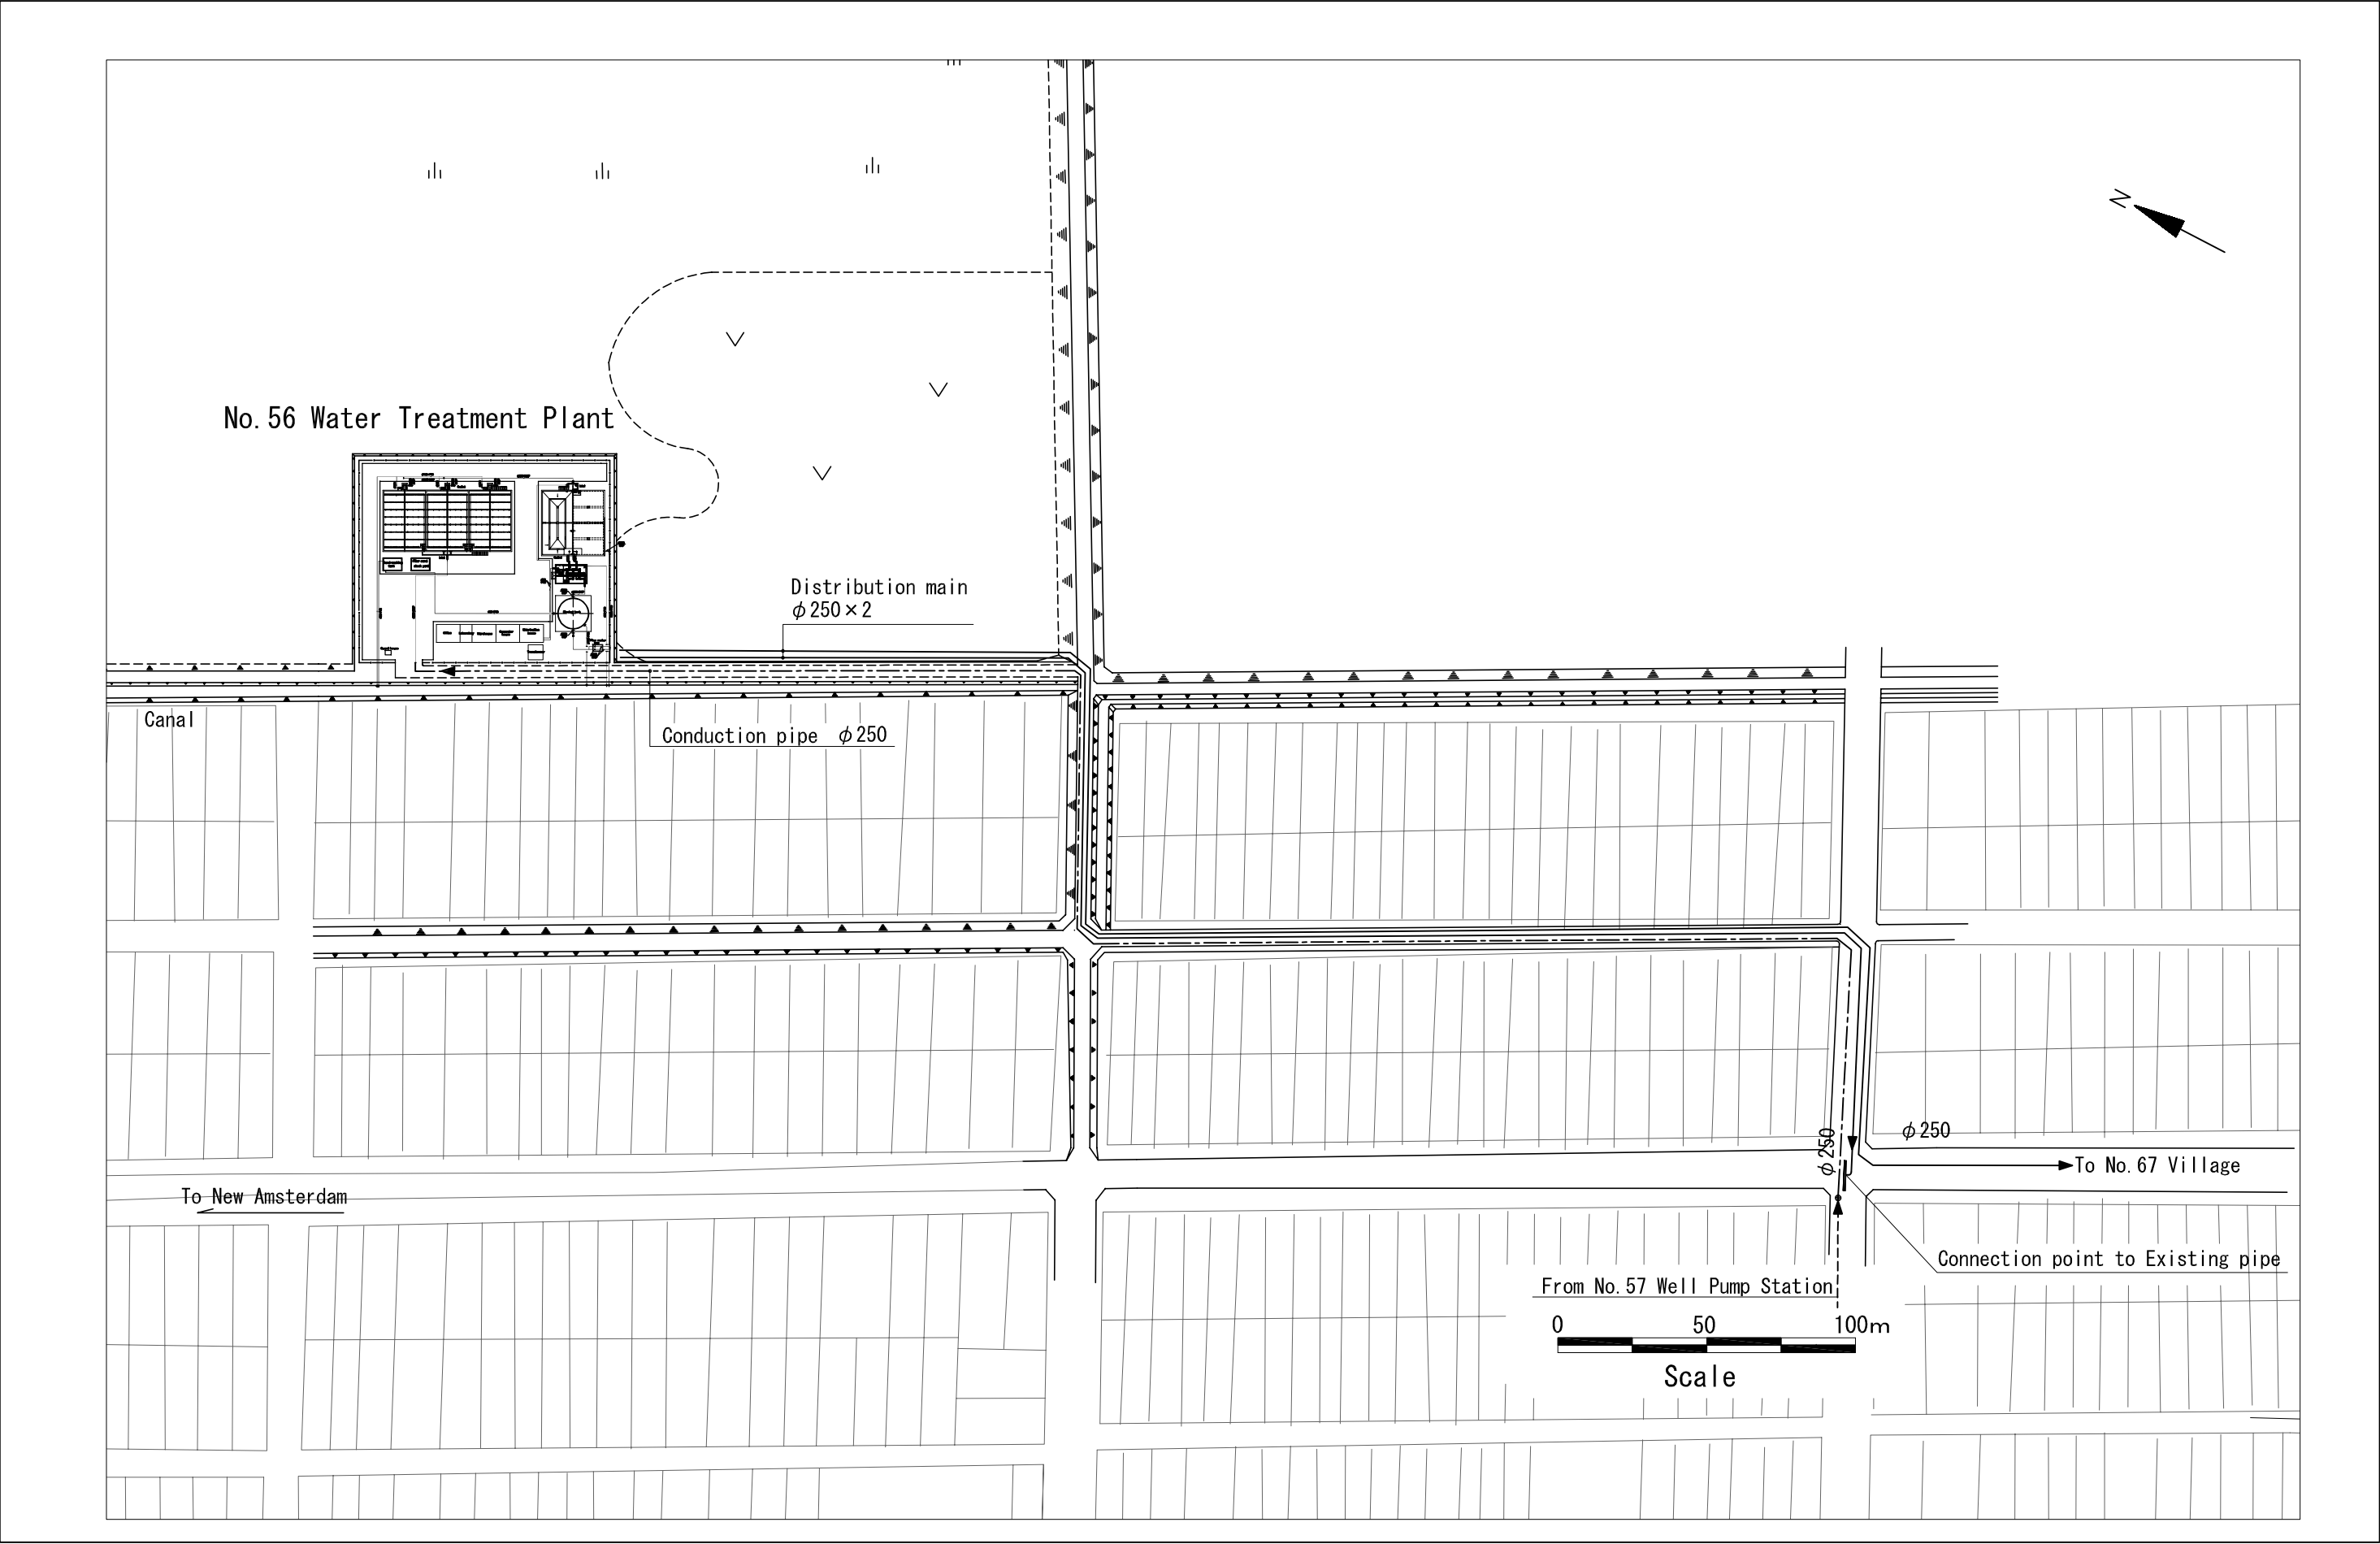 N
No.56 Water Treatment Plant
Distribution main
φ250×2
Canal
Conduction pipe φ250
φ250
φ250
To No.67 Village
To New Amsterdam
Connection point to Existing pipe
From No.57 Well Pump Station
0 50 100m
Scale